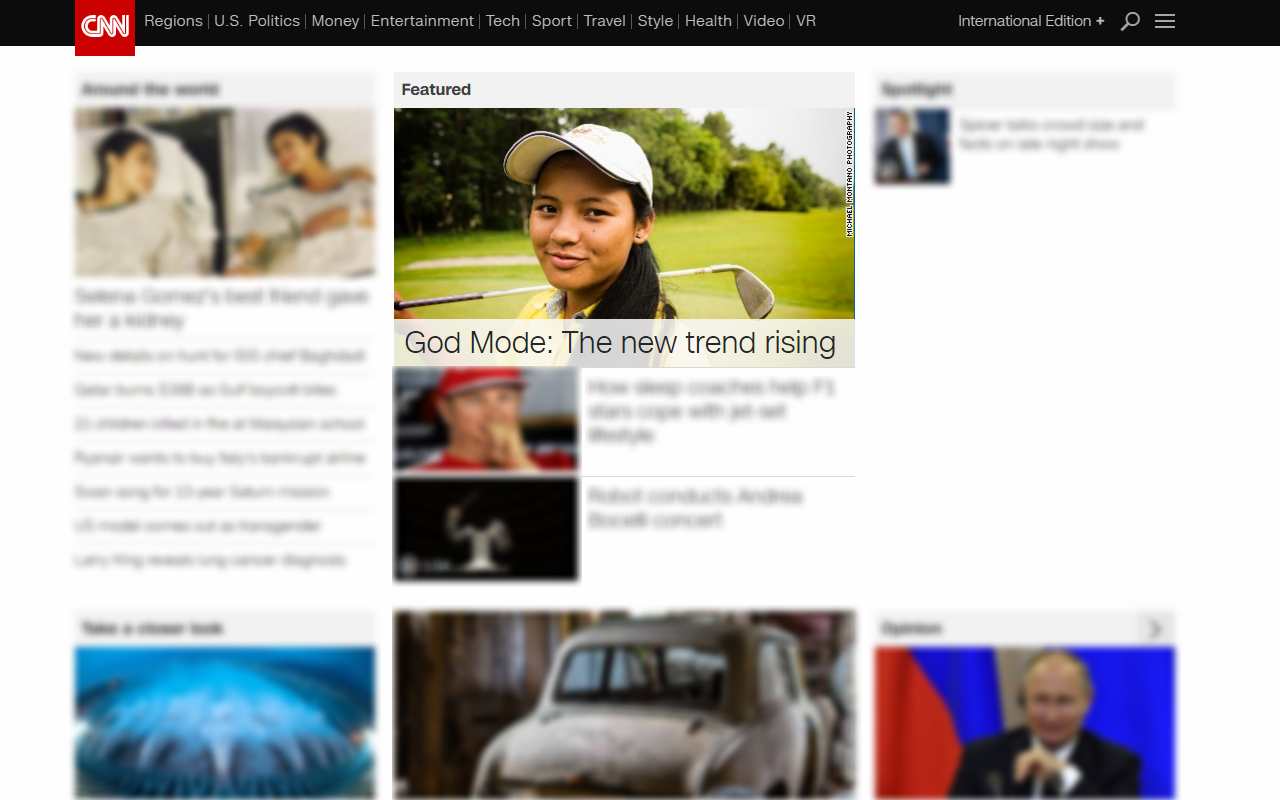 CNN
Regions
U.S. Politics
Money
Entertainment
Tech
Sport
Travel
Style
Health
Video
VR
International Edition +
Around the world
Selena Gomez's best friend gave
her a kidney
New details on hunt for ISIS chief Baghdadi
Qatar burns $38B as Gulf boycott bites
21 children killed in fire at Malaysian school
Ryanair wants to buy Italy's bankrupt airline
Swan song for 13-year Saturn mission
US model comes out as transgender
Larry King reveals lung cancer diagnosis
Featured
MICHAEL MONTANO PHOTOGRAPHY
God Mode: The new trend rising
How sleep coaches help F1
stars cope with jet-set
lifestyle
Robot conducts Andrea
Bocelli concert
Spotlight
Spicer talks crowd size and
facts on late night show
Take a closer look
Opinion